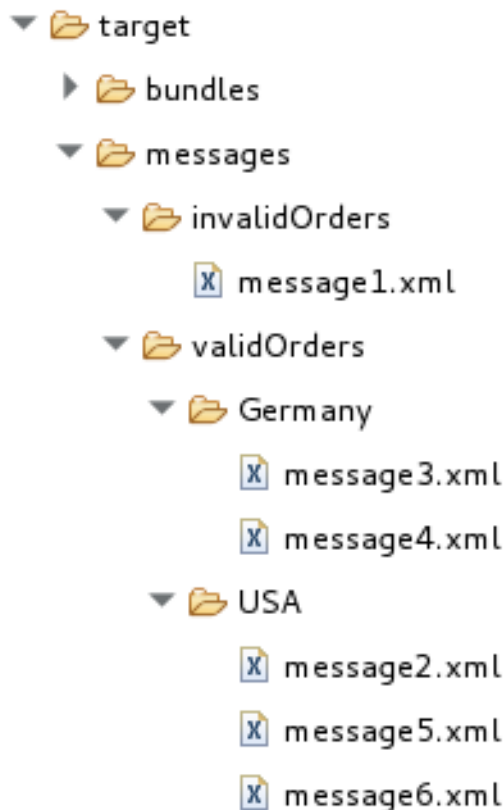 target
bundles
messages
invalidOrders
message1.xml
validOrders
Germany
message3.xml
message4.xml
USA
message2.xml
message5.xml
message6.xml